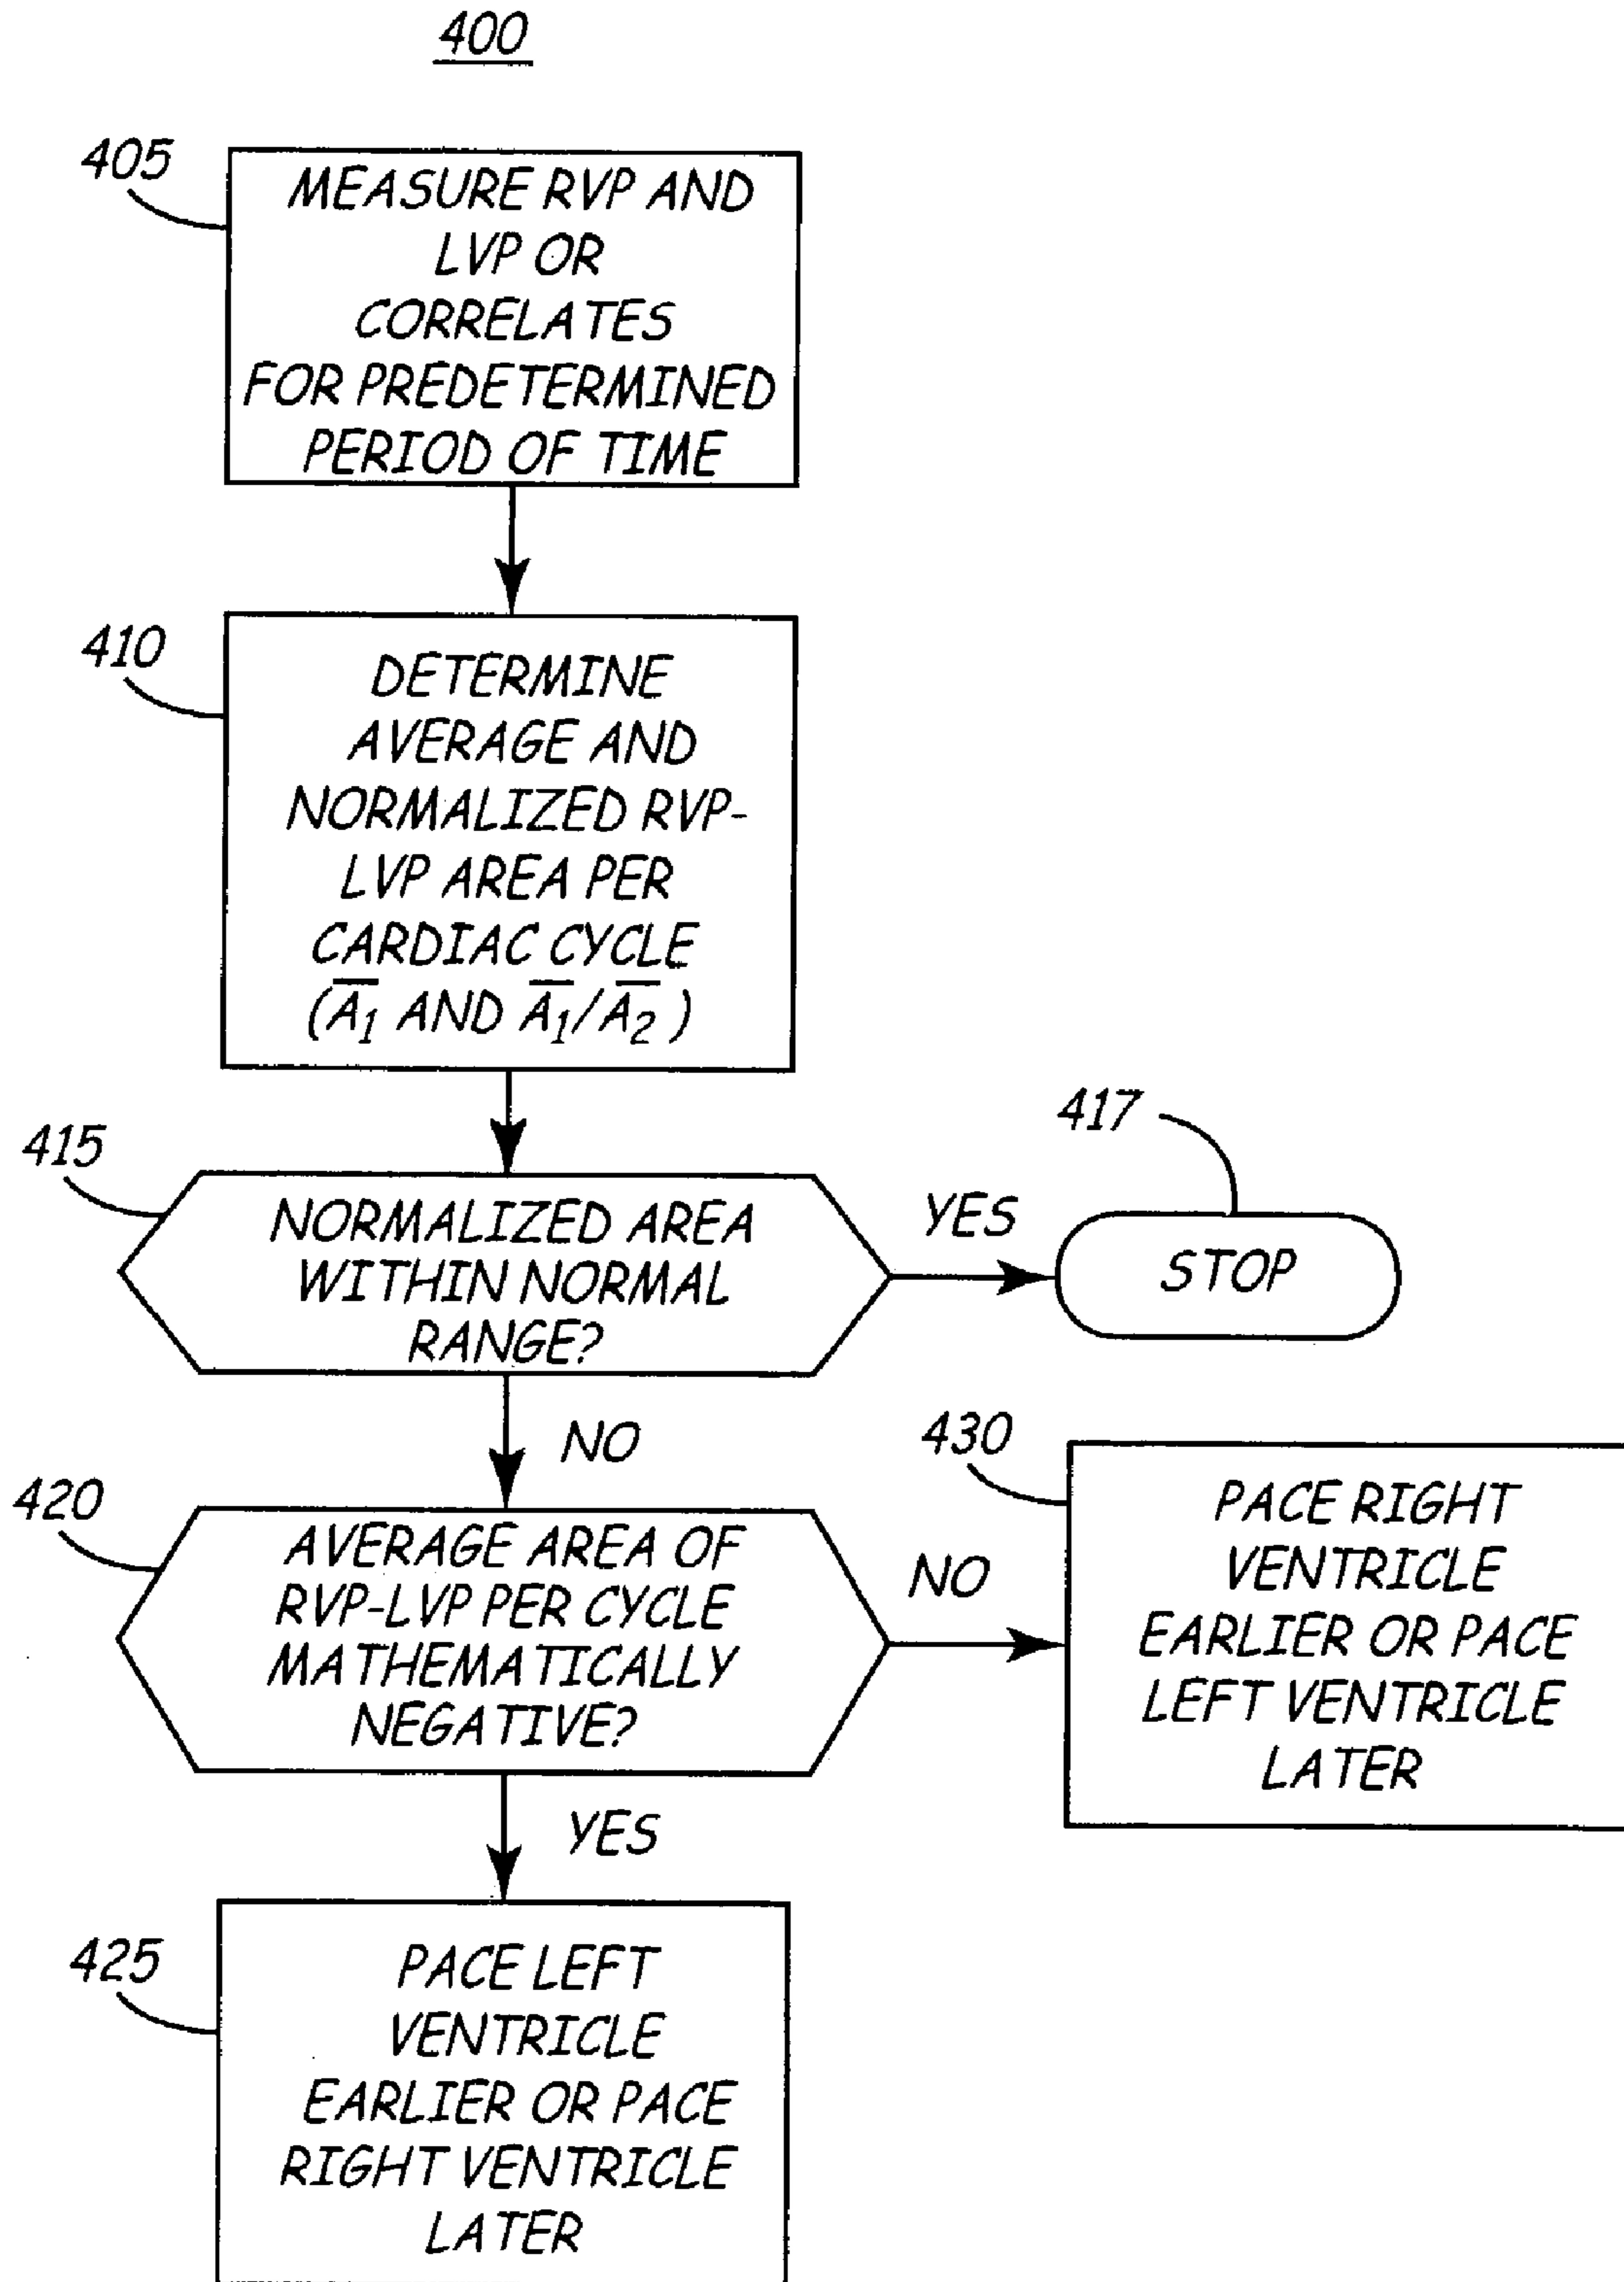 400
405
MEASURE RVP AND
LVP OR
CORRELATES
FOR PREDETERMINED
PERIOD OF TIME
410
DETERMINE
AVERAGE AND
NORMALIZED RVP-
LVP AREA PER
CARDIAC CYCLE
(A̅₁ AND A̅₁/A̅₂)
415
NORMALIZED AREA
WITHIN NORMAL
RANGE?
YES
417
STOP
NO
420
AVERAGE AREA OF
RVP-LVP PER CYCLE
MATHEMATICALLY
NEGATIVE?
NO
430
PACE RIGHT
VENTRICLE
EARLIER OR PACE
LEFT VENTRICLE
LATER
YES
425
PACE LEFT
VENTRICLE
EARLIER OR PACE
RIGHT VENTRICLE
LATER